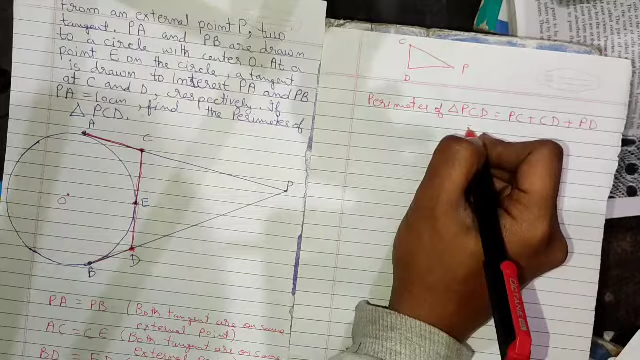 From an external point P, two
tangent, PA and PB are drawn
to a circle with center O. At a
point E on the circle, a tangent
is drawn to interest PA and PB
at C and D, respectively, if
PA = 10cm, find the Perimeter of
△ PCD.
A
C
P
O
E
B
D
PA = PB (Both tangent are on same
external point)
AC = CE (Both tangent are on same
external
BD =
C
D
P
Perimeter of △PCD = PC + CD + PD